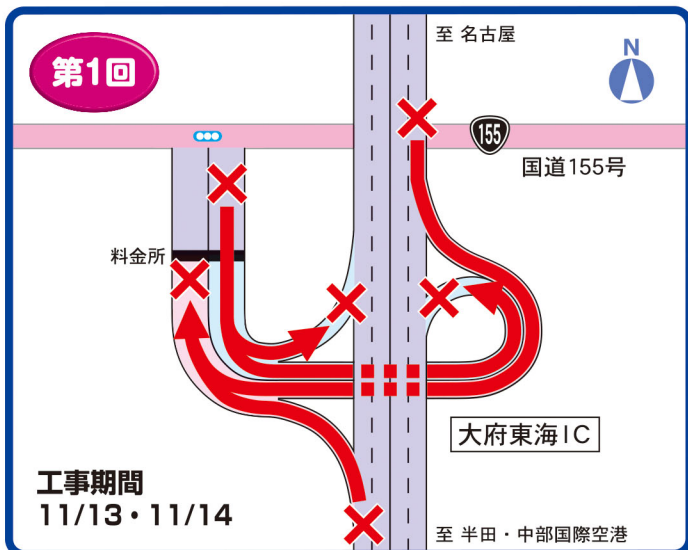 第1回
至 名古屋
N
155
国道155号
料金所
大府東海IC
工事期間
11/13・11/14
至 半田・中部国際空港